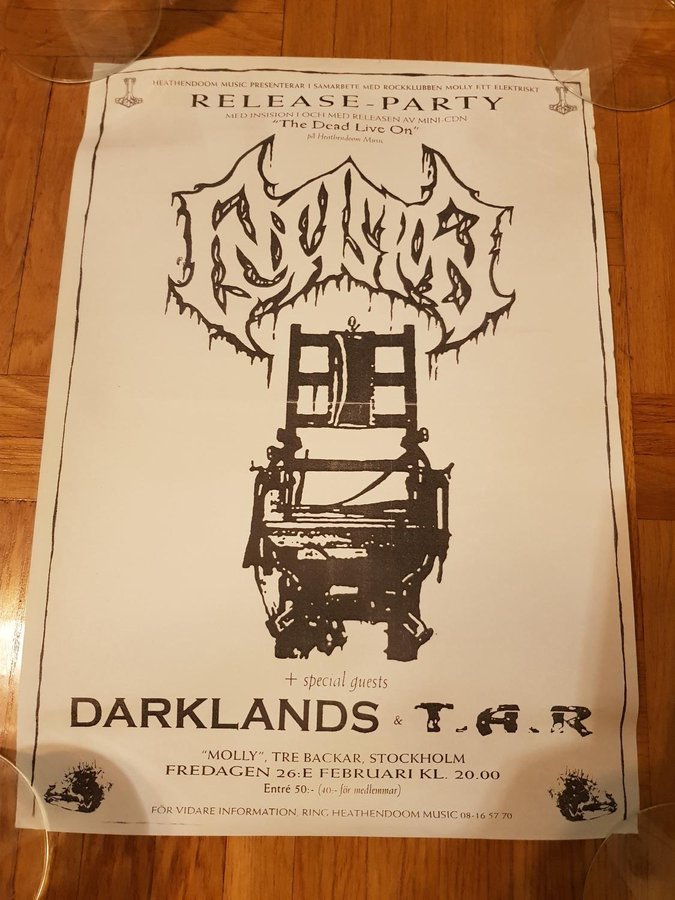 HEATHENDOOM MUSIC PRESENTERAR I SAMARBETE MED ROCKKLUBBEN MOLLY ETT ELEKTRISKT
RELEASE-PARTY
MED INSISION I OCH MED RELEASEN AV MINI-CDN
"The Dead Live On"
på Heathendoom Music
INSISION
+ special guests
DARKLANDS & T.A.R
"MOLLY", TRE BACKAR, STOCKHOLM
FREDAGEN 26:E FEBRUARI KL. 20.00
Entré 50:- (40:- för medlemmar)
FÖR VIDARE INFORMATION, RING HEATHENDOOM MUSIC 08-16 57 70